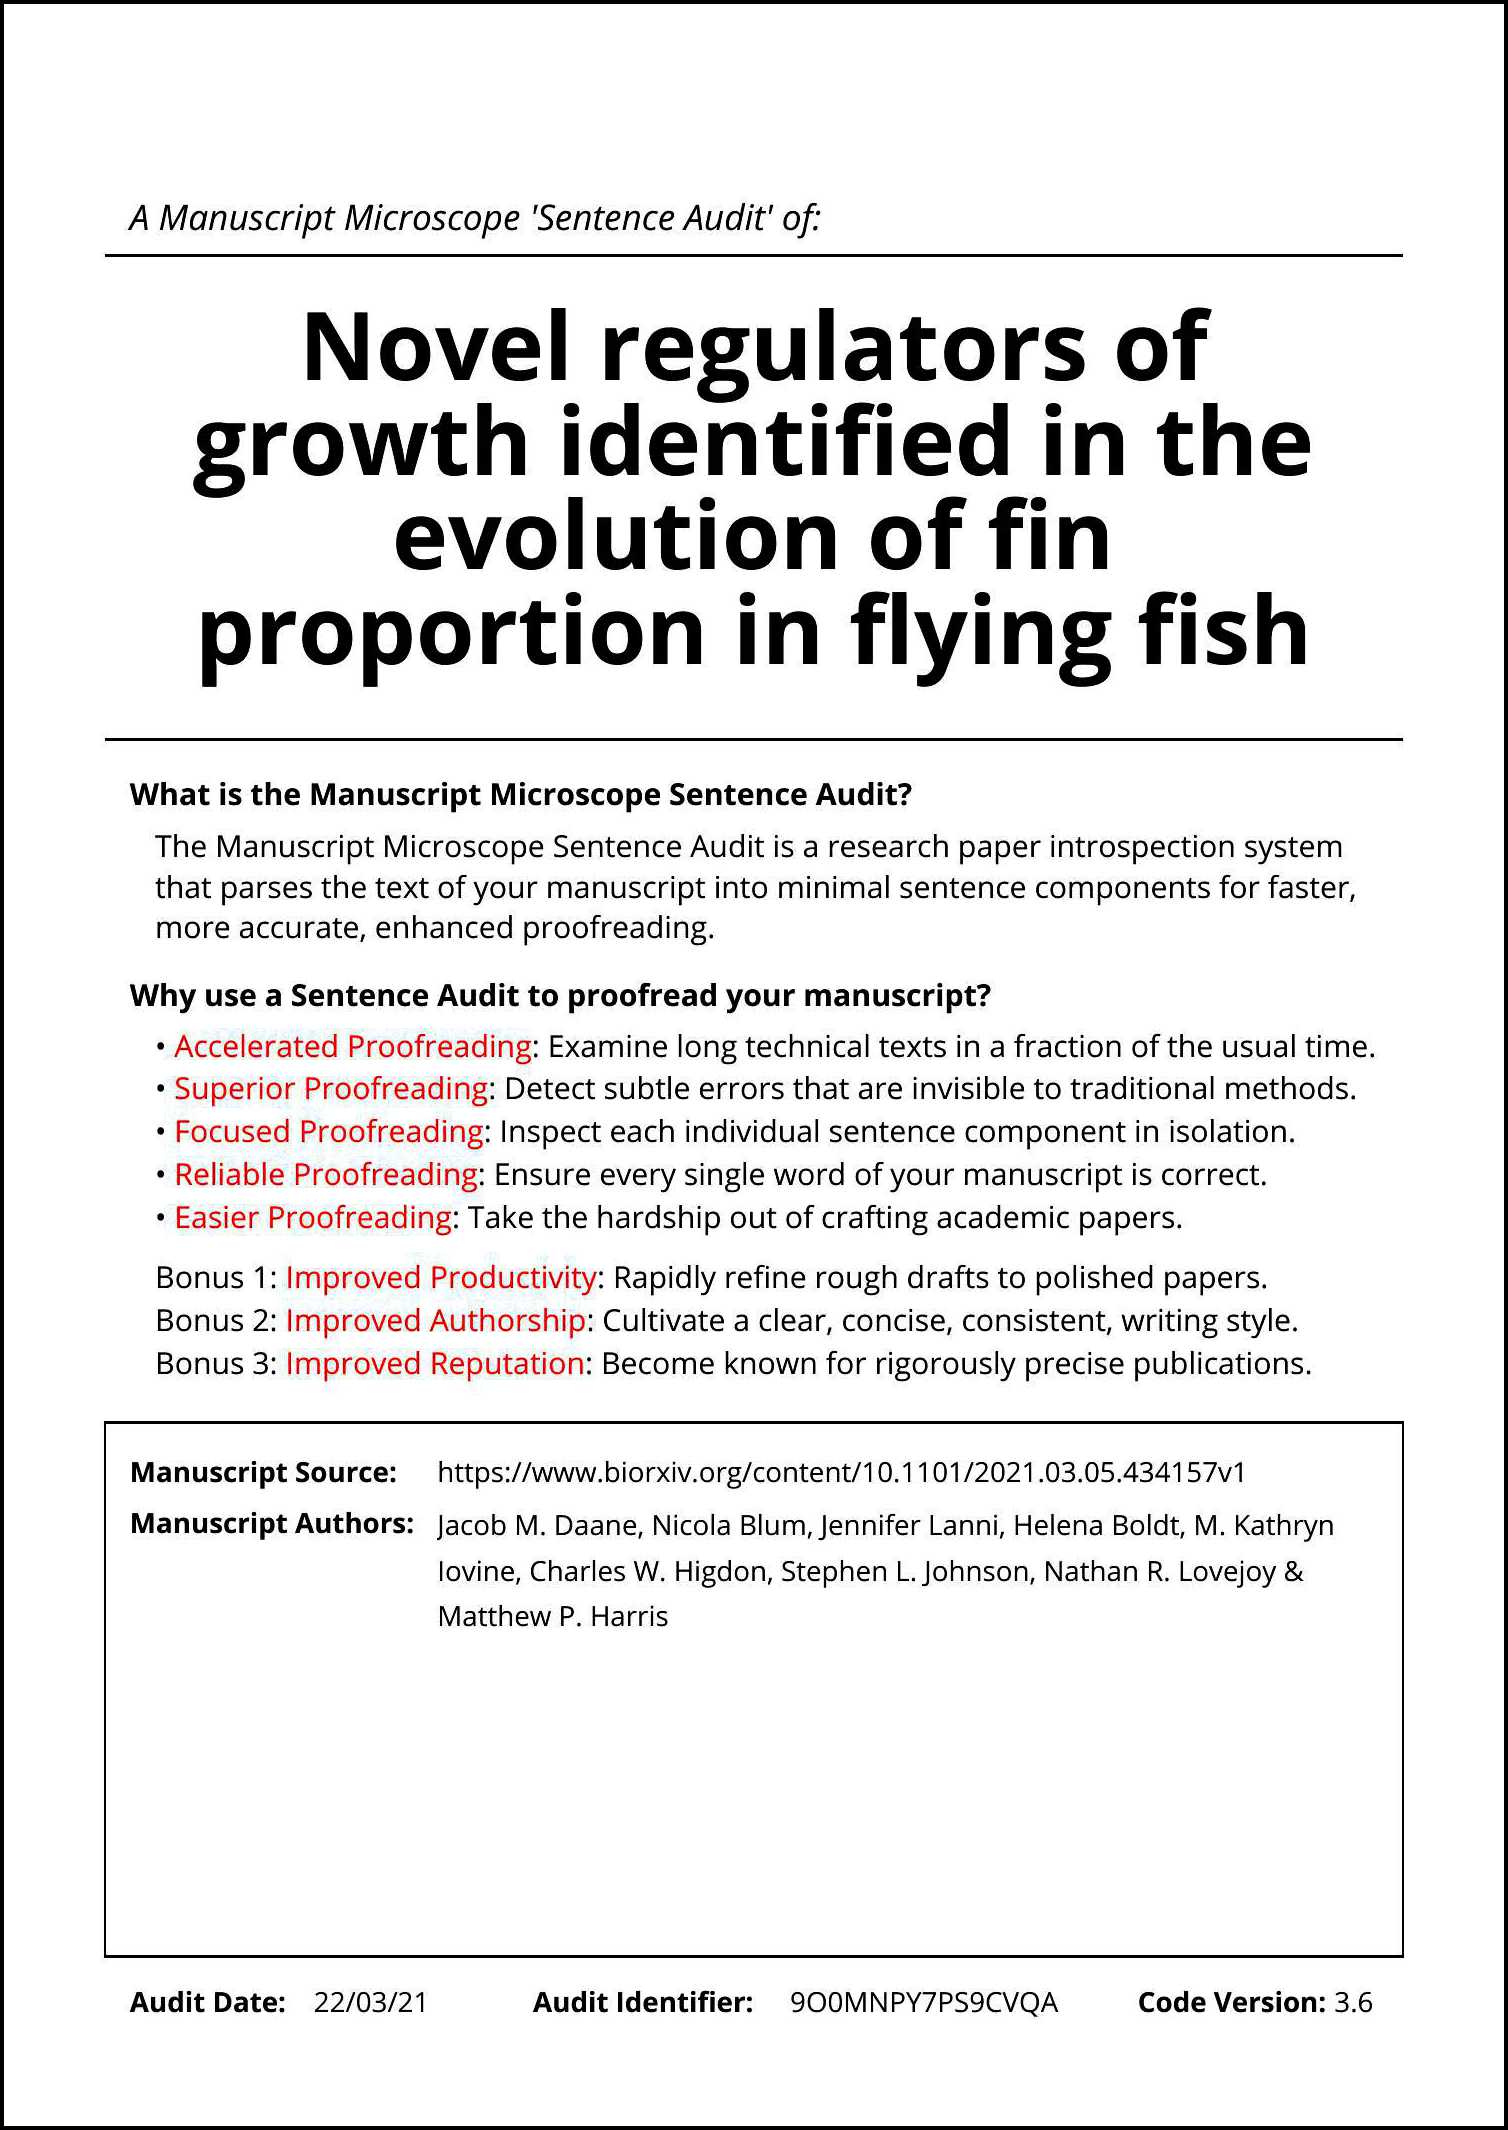 A Manuscript Microscope 'Sentence Audit' of:
Novel regulators of
growth identified in the
evolution of fin
proportion in flying fish
What is the Manuscript Microscope Sentence Audit?
The Manuscript Microscope Sentence Audit is a research paper introspection system
that parses the text of your manuscript into minimal sentence components for faster,
more accurate, enhanced proofreading.
Why use a Sentence Audit to proofread your manuscript?
• Accelerated Proofreading: Examine long technical texts in a fraction of the usual time.
• Superior Proofreading: Detect subtle errors that are invisible to traditional methods.
• Focused Proofreading: Inspect each individual sentence component in isolation.
• Reliable Proofreading: Ensure every single word of your manuscript is correct.
• Easier Proofreading: Take the hardship out of crafting academic papers.
Bonus 1: Improved Productivity: Rapidly refine rough drafts to polished papers.
Bonus 2: Improved Authorship: Cultivate a clear, concise, consistent, writing style.
Bonus 3: Improved Reputation: Become known for rigorously precise publications.
Manuscript Source: https://www.biorxiv.org/content/10.1101/2021.03.05.434157v1
Manuscript Authors: Jacob M. Daane, Nicola Blum, Jennifer Lanni, Helena Boldt, M. Kathryn
Iovine, Charles W. Higdon, Stephen L. Johnson, Nathan R. Lovejoy &
Matthew P. Harris
Audit Date: 22/03/21 Audit Identifier: 9O0MNPY7PS9CVQA Code Version: 3.6